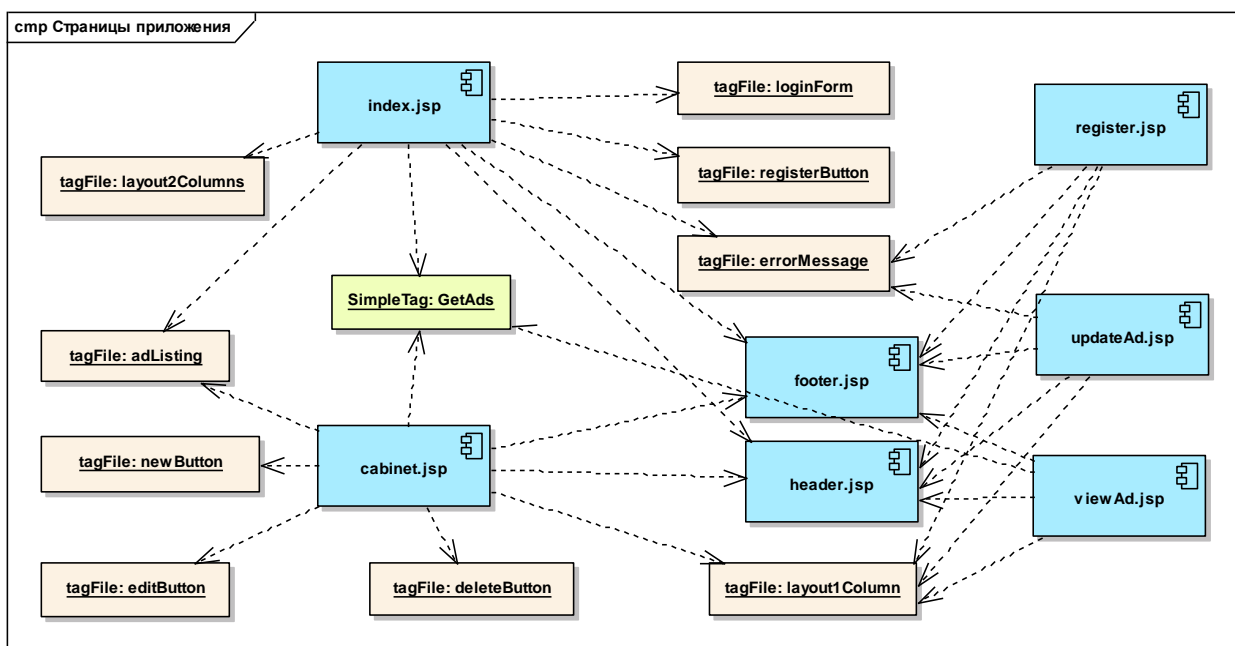 cmp Страницы приложения
index.jsp
tagFile: loginForm
register.jsp
tagFile: layout2Columns
tagFile: registerButton
tagFile: errorMessage
SimpleTag: GetAds
updateAd.jsp
tagFile: adListing
footer.jsp
tagFile: newButton
cabinet.jsp
header.jsp
viewAd.jsp
tagFile: editButton
tagFile: deleteButton
tagFile: layout1Column